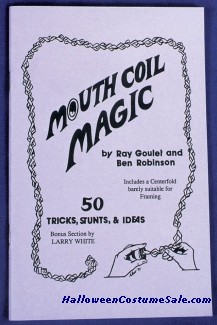 MOUTH COIL
MAGIC
by Ray Goulet and
Ben Robinson
Includes a Centerfold
barely suitable for
Framing
50
TRICKS, STUNTS, & IDEAS
Bonus Section by
LARRY WHITE
HalloweenCostumeSale.com